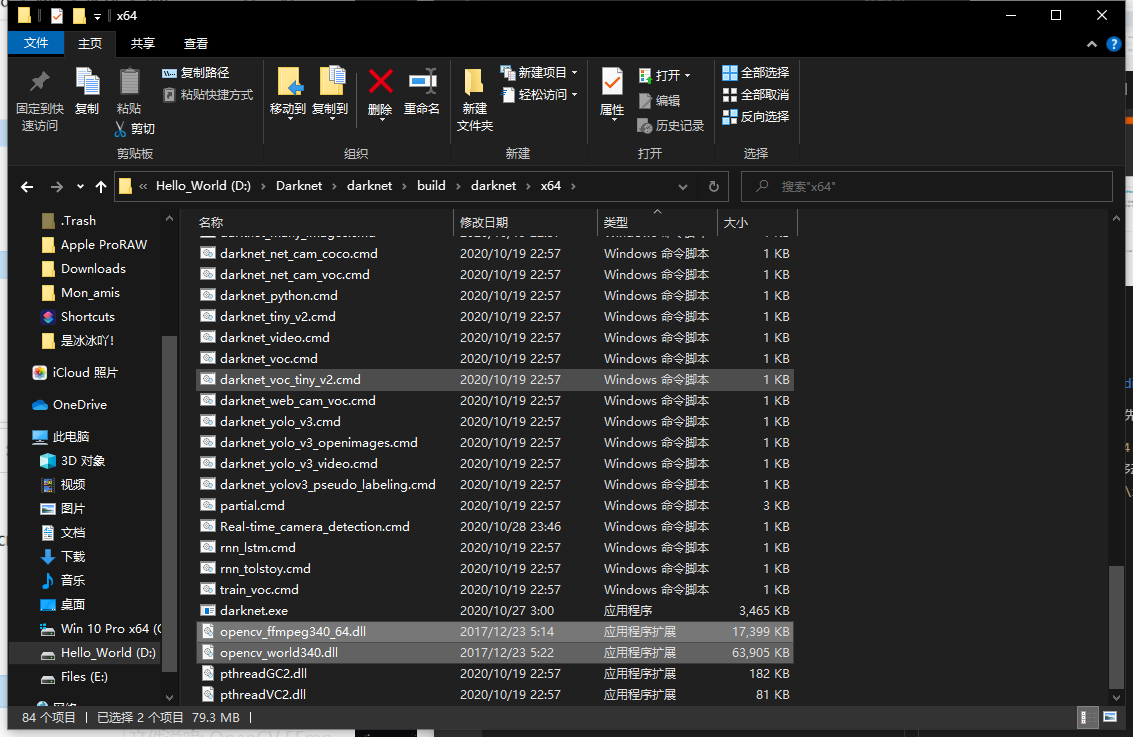 x64
文件 主页 共享 查看
固定到快速访问
复制
粘贴
复制路径
粘贴快捷方式
剪切
剪贴板
移动到
复制到
删除
重命名
组织
新建文件夹
新建项目
轻松访问
新建
属性
打开
编辑
历史记录
打开
全部选择
全部取消
反向选择
选择
« Hello_World (D:) › Darknet › darknet › build › darknet › x64 ›
搜索"x64"
.Trash
Apple ProRAW
Downloads
Mon_amis
Shortcuts
是冰冰吖!
iCloud 照片
OneDrive
此电脑
3D 对象
视频
图片
文档
下载
音乐
桌面
Win 10 Pro x64 (C
Hello_World (D:)
Files (E:)
网络
名称 修改日期 类型 大小
darknet_net_cam_coco.cmd 2020/10/19 22:57 Windows 命令脚本 1 KB
darknet_net_cam_voc.cmd 2020/10/19 22:57 Windows 命令脚本 1 KB
darknet_python.cmd 2020/10/19 22:57 Windows 命令脚本 1 KB
darknet_tiny_v2.cmd 2020/10/19 22:57 Windows 命令脚本 1 KB
darknet_video.cmd 2020/10/19 22:57 Windows 命令脚本 1 KB
darknet_voc.cmd 2020/10/19 22:57 Windows 命令脚本 1 KB
darknet_voc_tiny_v2.cmd 2020/10/19 22:57 Windows 命令脚本 1 KB
darknet_web_cam_voc.cmd 2020/10/19 22:57 Windows 命令脚本 1 KB
darknet_yolo_v3.cmd 2020/10/19 22:57 Windows 命令脚本 1 KB
darknet_yolo_v3_openimages.cmd 2020/10/19 22:57 Windows 命令脚本 1 KB
darknet_yolo_v3_video.cmd 2020/10/19 22:57 Windows 命令脚本 1 KB
darknet_yolov3_pseudo_labeling.cmd 2020/10/19 22:57 Windows 命令脚本 1 KB
partial.cmd 2020/10/19 22:57 Windows 命令脚本 3 KB
Real-time_camera_detection.cmd 2020/10/28 23:46 Windows 命令脚本 1 KB
rnn_lstm.cmd 2020/10/19 22:57 Windows 命令脚本 1 KB
rnn_tolstoy.cmd 2020/10/19 22:57 Windows 命令脚本 1 KB
train_voc.cmd 2020/10/19 22:57 Windows 命令脚本 1 KB
darknet.exe 2020/10/27 3:00 应用程序 3,465 KB
opencv_ffmpeg340_64.dll 2017/12/23 5:14 应用程序扩展 17,399 KB
opencv_world340.dll 2017/12/23 5:22 应用程序扩展 63,905 KB
pthreadGC2.dll 2020/10/19 22:57 应用程序扩展 182 KB
pthreadVC2.dll 2020/10/19 22:57 应用程序扩展 81 KB
84 个项目 已选择 2 个项目 79.3 MB